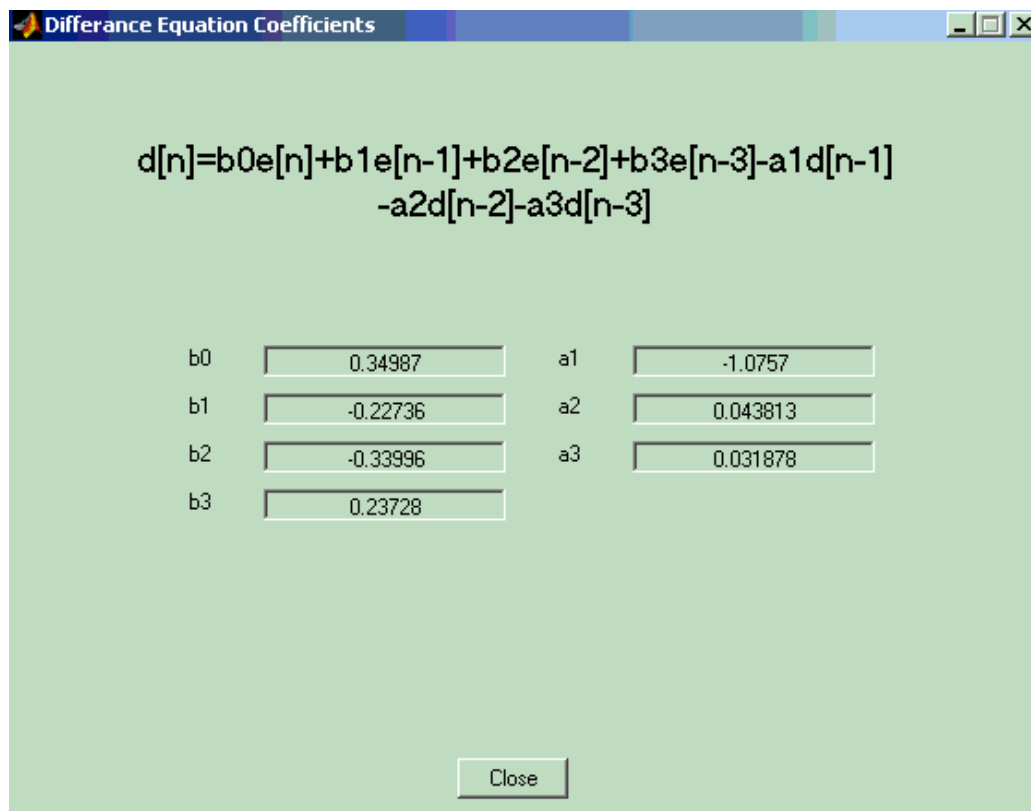 Differance Equation Coefficients
d[n]=b0e[n]+b1e[n-1]+b2e[n-2]+b3e[n-3]-a1d[n-1]
-a2d[n-2]-a3d[n-3]
b0 0.34987 a1 -1.0757
b1 -0.22736 a2 0.043813
b2 -0.33996 a3 0.031878
b3 0.23728
Close